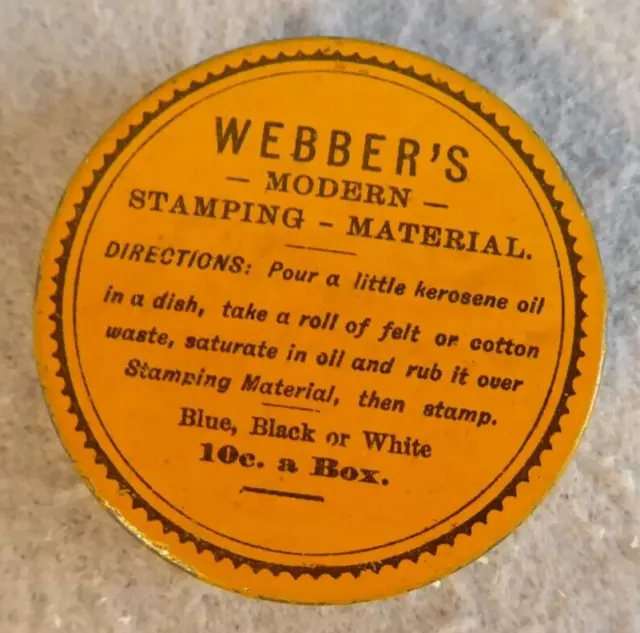 WEBBER'S
– MODERN –
STAMPING – MATERIAL.
DIRECTIONS: Pour a little kerosene oil
in a dish, take a roll of felt or cotton
waste, saturate in oil and rub it over
Stamping Material, then stamp.
Blue, Black or White
10c. a Box.